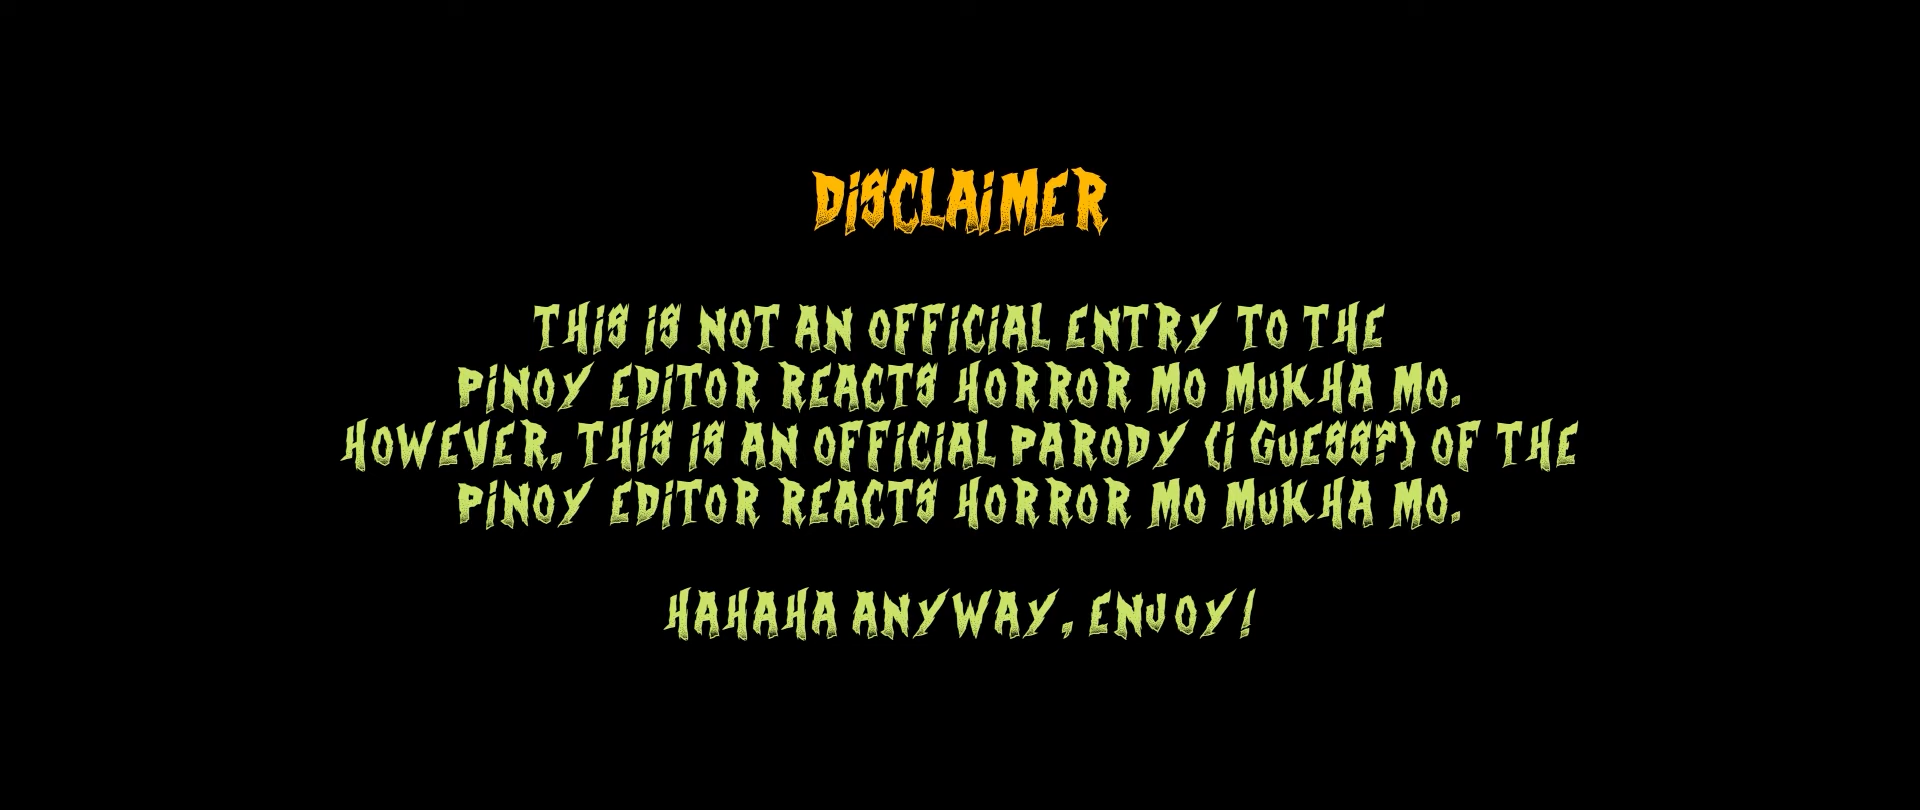 DiSCLAiMER
THiS iS NOT AN OFFiCiAL ENTRY TO THE
PiNOY EDiTOR REACTS HORROR MO MUKHA MO.
HOWEVER, THiS iS AN OFFiCiAL PARODY (i GUESS?) OF THE
PiNOY EDiTOR REACTS HORROR MO MUKHA MO.
HAHAHA ANYWAY, ENJOY!